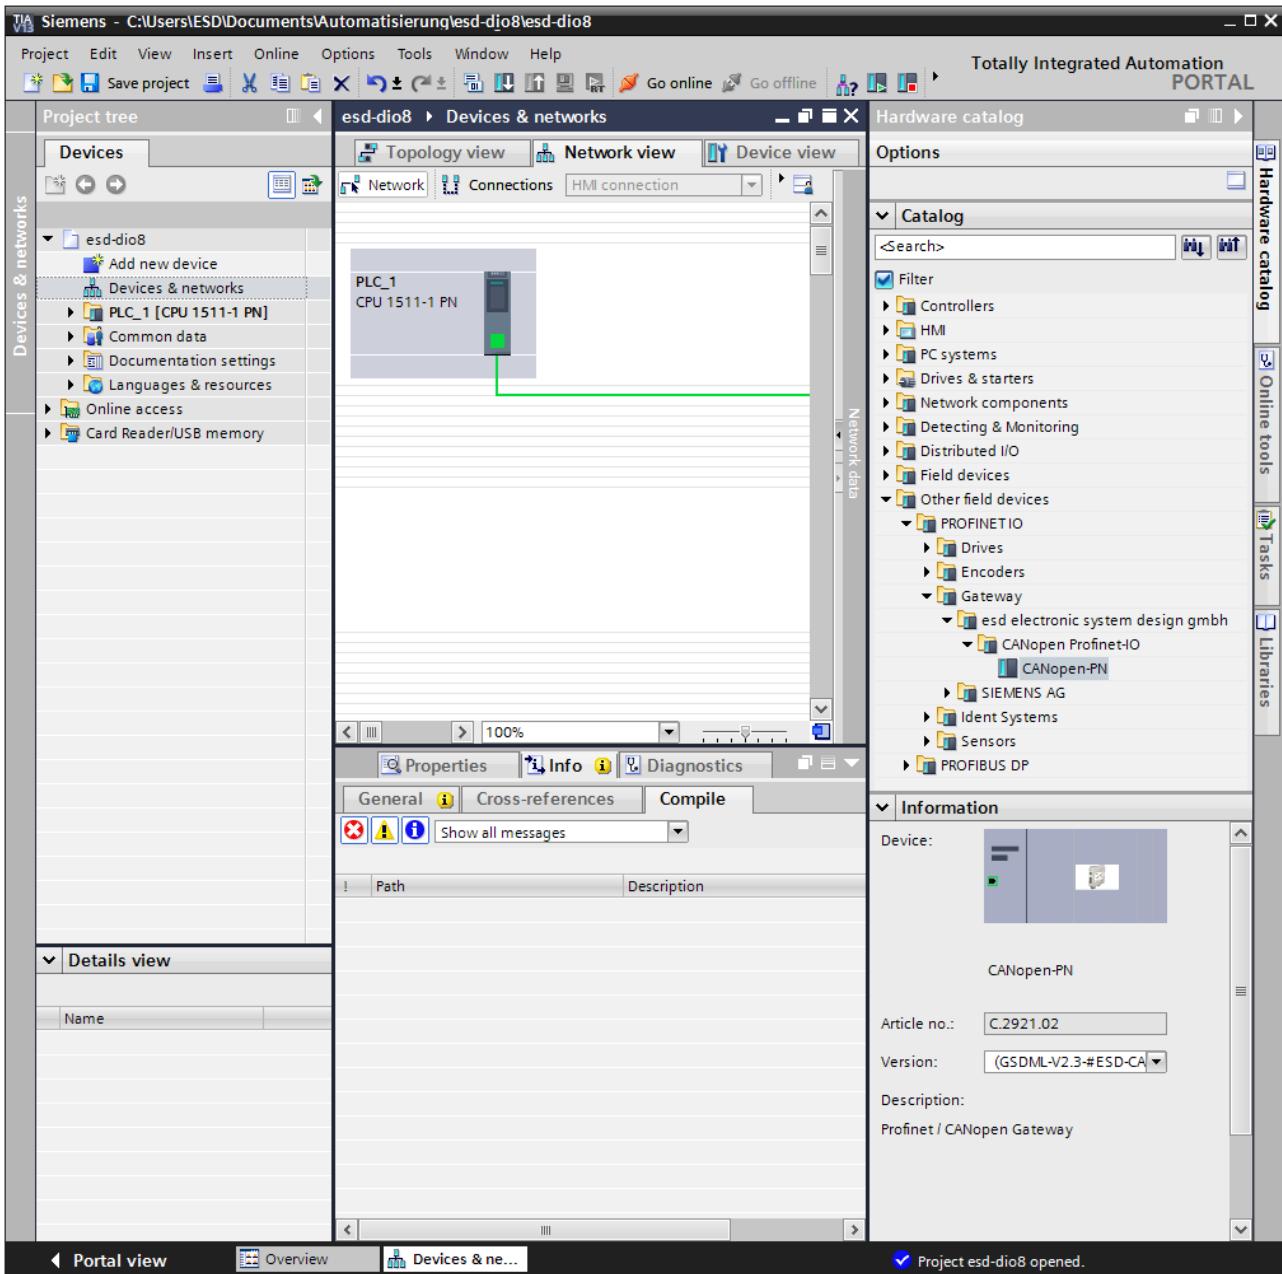 TIA V13 Siemens - C:\Users\ESD\Documents\Automatisierung\esd-dio8\esd-dio8
Project Edit View Insert Online Options Tools Window Help
Totally Integrated Automation
PORTAL
Save project Go online Go offline
Project tree
Devices
Devices & networks
esd-dio8
Add new device
Devices & networks
PLC_1 [CPU 1511-1 PN]
Common data
Documentation settings
Languages & resources
Online access
Card Reader/USB memory
Details view
Name
esd-dio8 Devices & networks
Topology view Network view Device view
Network Connections HMI connection
PLC_1
CPU 1511-1 PN
Network data
100%
Properties Info Diagnostics
General Cross-references Compile
Show all messages
! Path Description
Hardware catalog
Options
Catalog
<Search>
Filter
Controllers
HMI
PC systems
Drives & starters
Network components
Detecting & Monitoring
Distributed I/O
Field devices
Other field devices
PROFINET IO
Drives
Encoders
Gateway
esd electronic system design gmbh
CANopen Profinet-IO
CANopen-PN
SIEMENS AG
Ident Systems
Sensors
PROFIBUS DP
Information
Device:
CANopen-PN
Article no.: C.2921.02
Version: (GSDML-V2.3-#ESD-CA
Description:
Profinet / CANopen Gateway
Hardware catalog
Online tools
Tasks
Libraries
Portal view Overview Devices & ne... Project esd-dio8 opened.